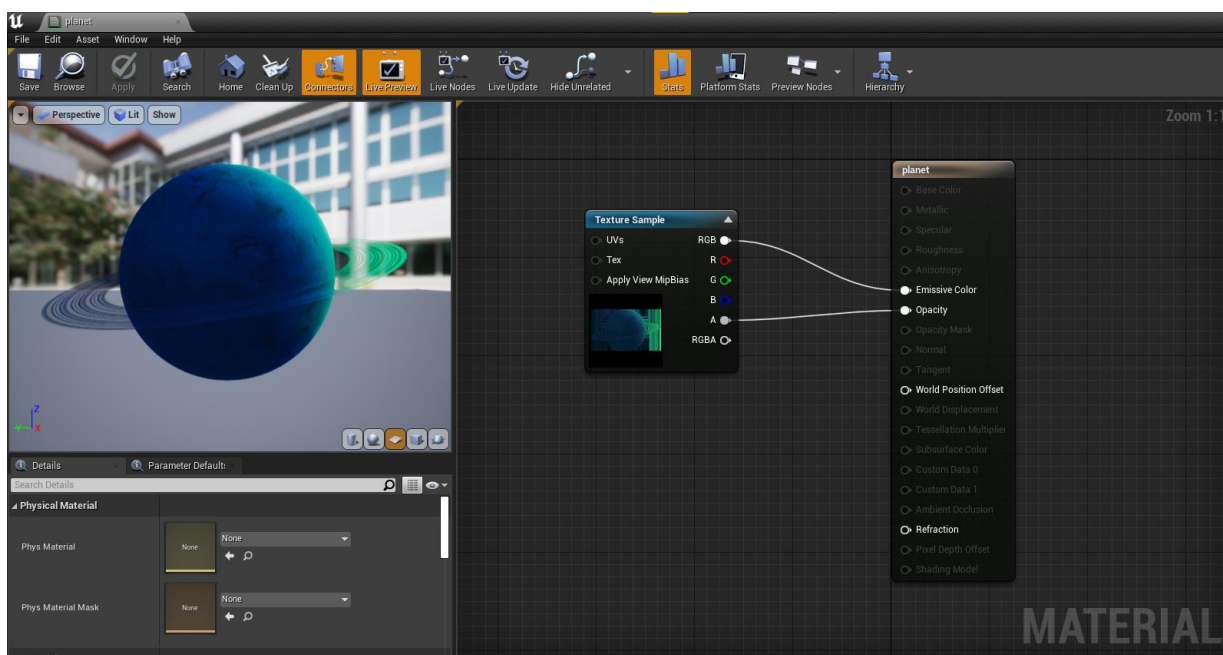 planet
File Edit Asset Window Help
Save Browse Apply Search Home Clean Up Connectors Live Preview Live Nodes Live Update Hide Unrelated Stats Platform Stats Preview Nodes Hierarchy
Perspective Lit Show
Zoom 1:1
planet
Base Color
Metallic
Specular
Roughness
Anisotropy
Emissive Color
Opacity
Opacity Mask
Normal
Tangent
World Position Offset
World Displacement
Tessellation Multiplier
Subsurface Color
Custom Data 0
Custom Data 1
Ambient Occlusion
Refraction
Pixel Depth Offset
Shading Model
Texture Sample
UVs RGB
Tex R
Apply View MipBias G
B
A
RGBA
Z
Y X
Details Parameter Default
Search Details
Physical Material
Phys Material None None
Phys Material Mask None None
MATERIAL